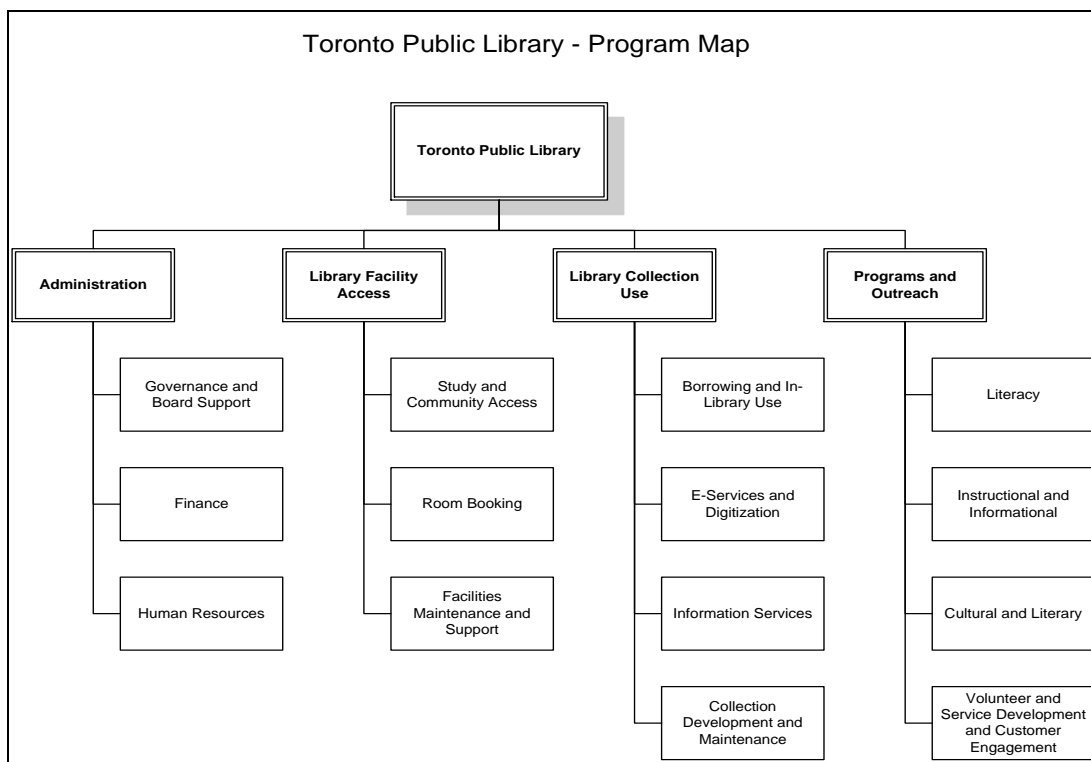 Toronto Public Library - Program Map
Toronto Public Library
Administration
Library Facility
Access
Library Collection
Use
Programs and
Outreach
Governance and
Board Support
Study and
Community Access
Borrowing and In-
Library Use
Literacy
Finance
Room Booking
E-Services and
Digitization
Instructional and
Informational
Human Resources
Facilities
Maintenance and
Support
Information Services
Cultural and Literary
Collection
Development and
Maintenance
Volunteer and
Service Development
and Customer
Engagement